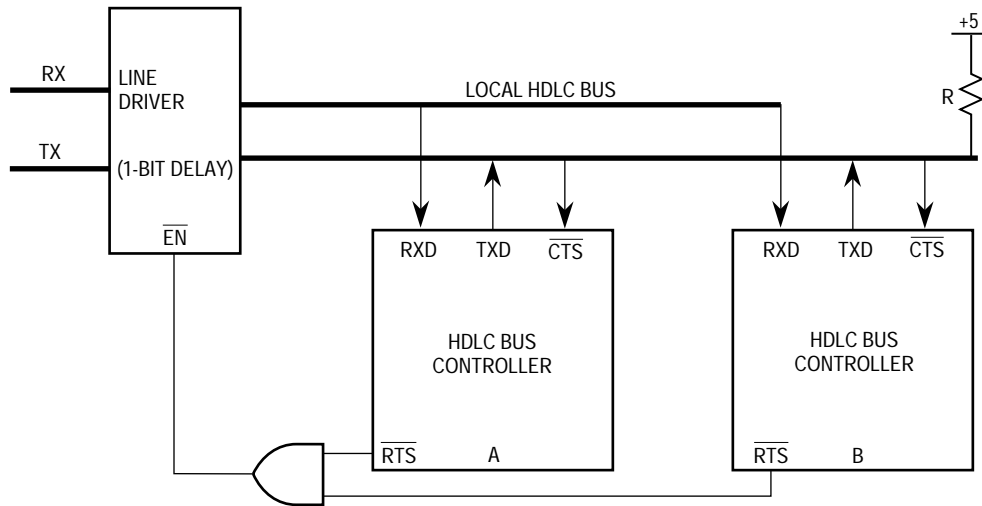 +5
RX
LINE
DRIVER
LOCAL HDLC BUS
R
TX
(1-BIT DELAY)
EN
RXD TXD CTS
RXD TXD CTS
HDLC BUS
CONTROLLER
HDLC BUS
CONTROLLER
RTS A
RTS B